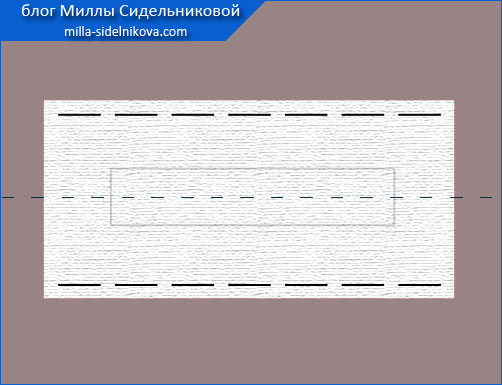 блог Миллы Сидельниковой
milla-sidelnikova.com